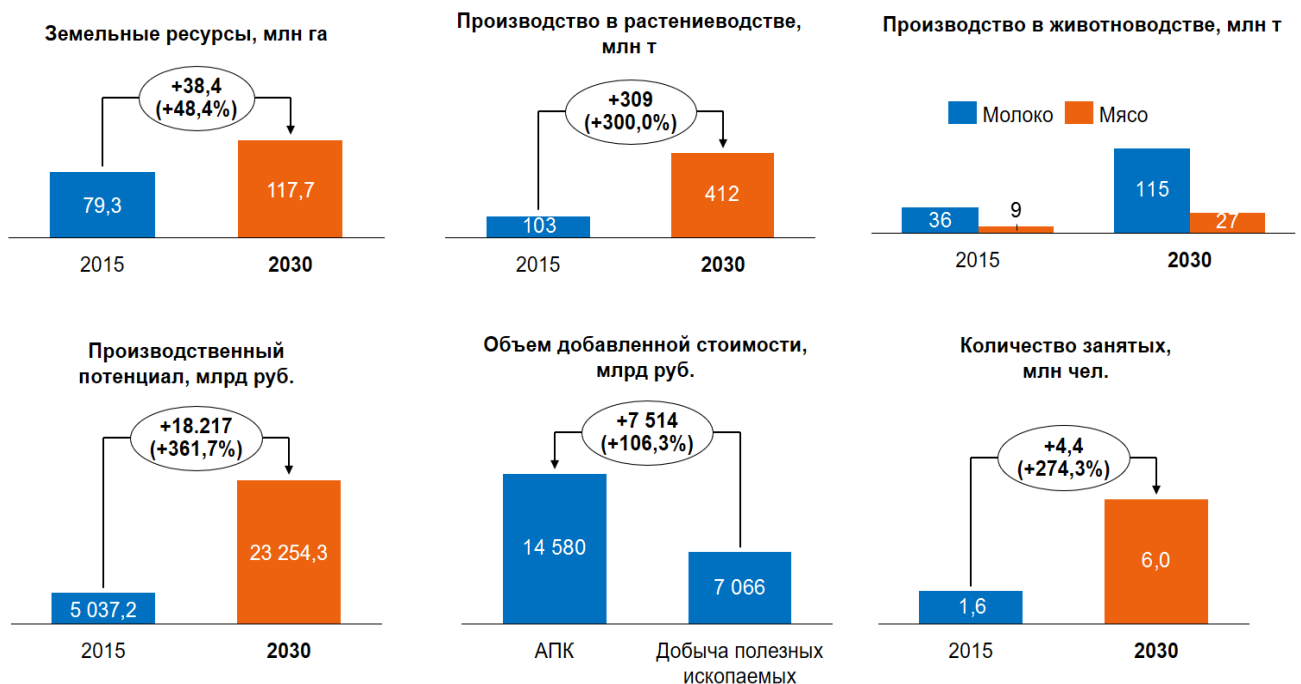 Земельные ресурсы, млн га
+38,4
(+48,4%)
79,3
117,7
2015
2030
Производство в растениеводстве,
млн т
+309
(+300,0%)
103
412
2015
2030
Производство в животноводстве, млн т
Молоко
Мясо
36
9
115
27
2015
2030
Производственный
потенциал, млрд руб.
+18.217
(+361,7%)
5 037,2
23 254,3
2015
2030
Объем добавленной стоимости,
млрд руб.
+7 514
(+106,3%)
14 580
7 066
АПК
Добыча полезных
ископаемых
Количество занятых,
млн чел.
+4,4
(+274,3%)
1,6
6,0
2015
2030